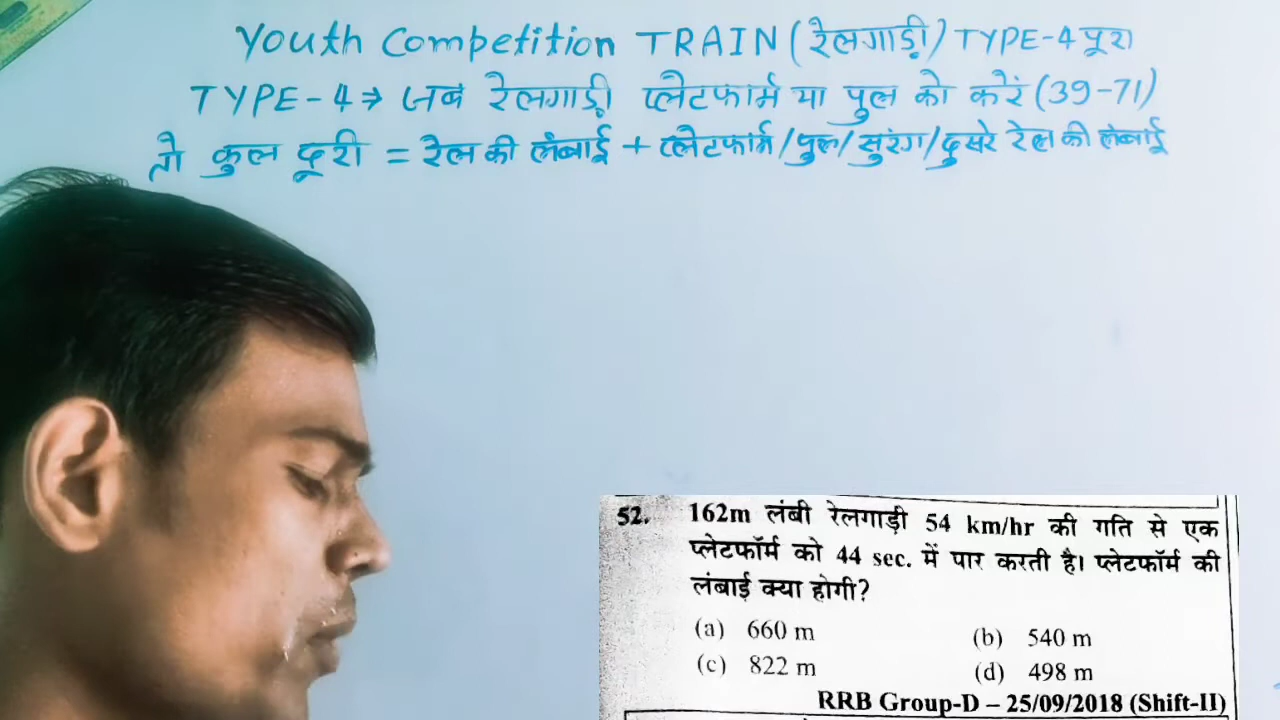 Youth Competition TRAIN (रेलगाड़ी) TYPE-4 पूरा
TYPE-4⇒ जब रेलगाड़ी प्लेटफार्म या पुल को करें (39-71)
तो कुल दूरी = रेल की लंबाई + प्लेटफार्म/पुल/सुरंग/दुसरे रेल की लंबाई
52. 162m लंबी रेलगाड़ी 54 km/hr की गति से एक
प्लेटफॉर्म को 44 sec. में पार करती है। प्लेटफॉर्म की
लंबाई क्या होगी?
(a) 660 m (b) 540 m
(c) 822 m (d) 498 m
RRB Group-D – 25/09/2018 (Shift-II)